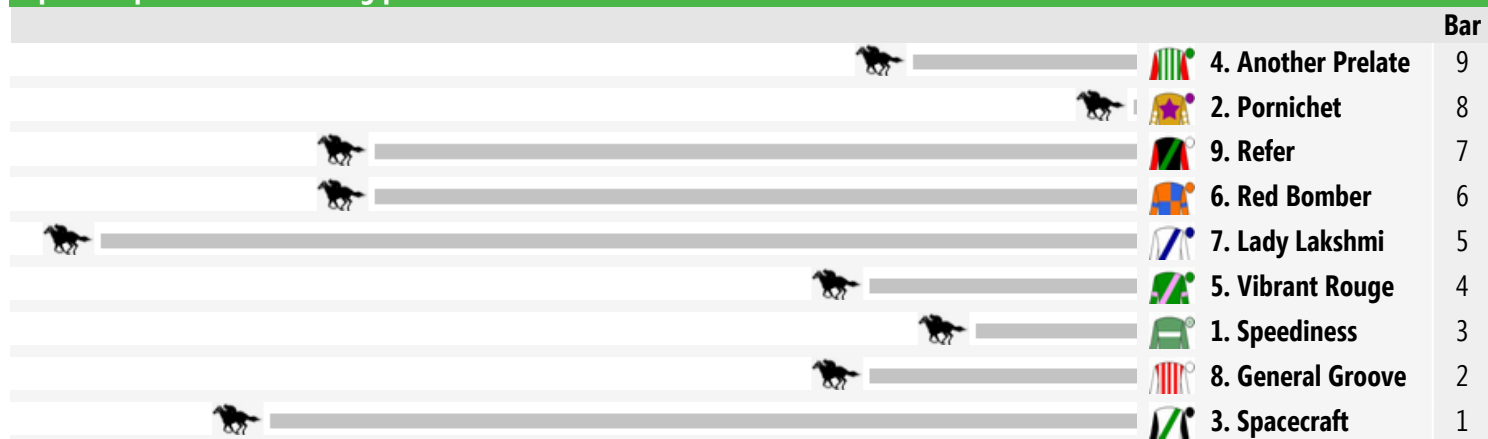 Bar
4. Another Prelate 9
2. Pornichet 8
9. Refer 7
6. Red Bomber 6
7. Lady Lakshmi 5
5. Vibrant Rouge 4
1. Speediness 3
8. General Groove 2
3. Spacecraft 1